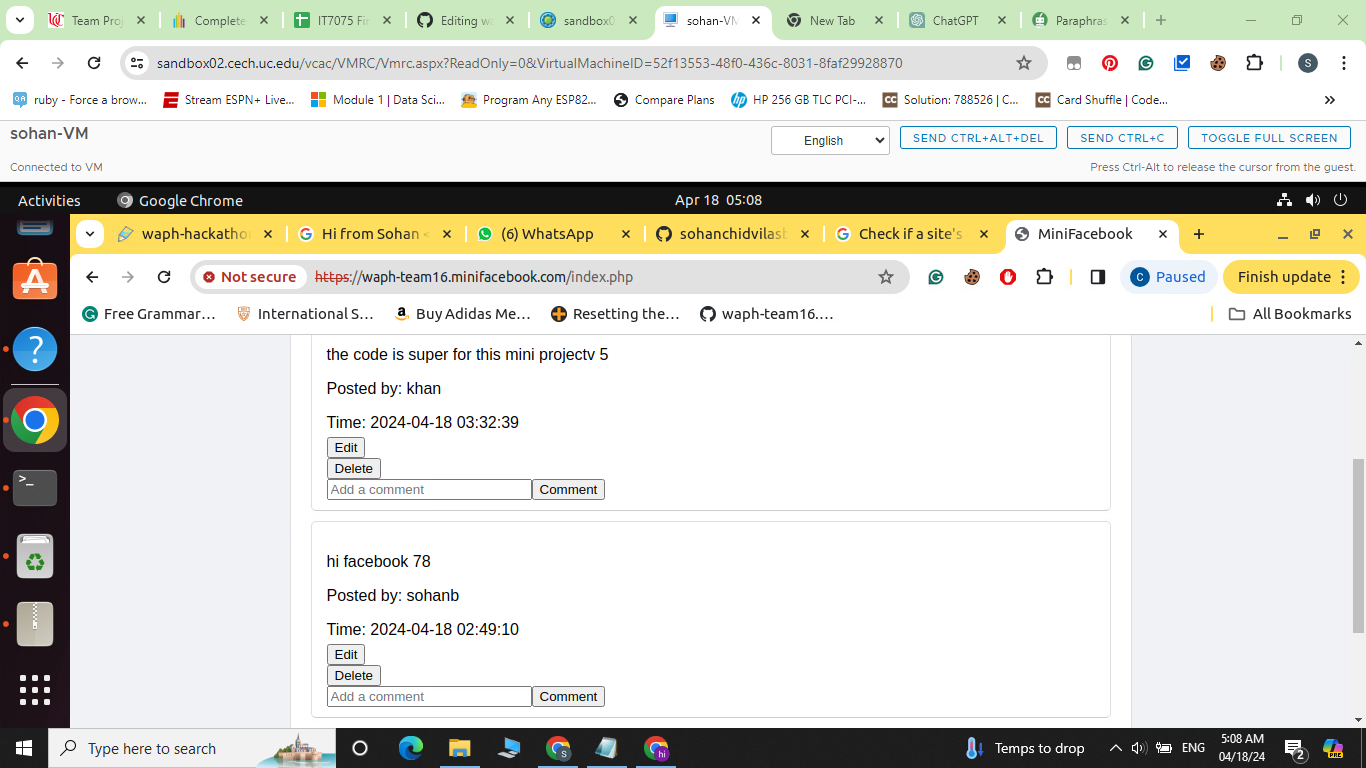 Team Proj
Complete
IT7075 Fin
Editing wa
sandbox0
sohan-VM
New Tab
ChatGPT
Paraphras
sandbox02.cech.uc.edu/vcac/VMRC/Vmrc.aspx?ReadOnly=0&VirtualMachineID=52f13553-48f0-436c-8031-8faf29928870
S
ruby - Force a brow...
Stream ESPN+ Live...
Module 1 | Data Sci...
Program Any ESP82...
Compare Plans
HP 256 GB TLC PCI-...
Solution: 788526 | C...
Card Shuffle | Code...
sohan-VM
English
SEND CTRL+ALT+DEL
SEND CTRL+C
TOGGLE FULL SCREEN
Connected to VM
Press Ctrl-Alt to release the cursor from the guest.
Activities
Google Chrome
Apr 18 05:08
waph-hackatho
Hi from Sohan <
(6) WhatsApp
sohanchidvilasb
Check if a site's
MiniFacebook
Not secure
https://waph-team16.minifacebook.com/index.php
C Paused
Finish update
Free Grammar...
International S...
Buy Adidas Me...
Resetting the...
waph-team16....
All Bookmarks
the code is super for this mini projectv 5
Posted by: khan
Time: 2024-04-18 03:32:39
Edit
Delete
Add a comment Comment
hi facebook 78
Posted by: sohanb
Time: 2024-04-18 02:49:10
Edit
Delete
Add a comment Comment
Type here to search
S
hi
Temps to drop
ENG
5:08 AM
04/18/24
2
PRE